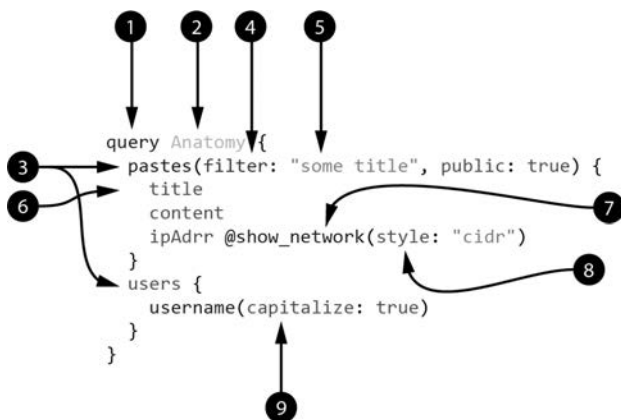 1 2 4 5
query Anatomy {
3 pastes(filter: "some title", public: true) {
6 title
content 7
ipAdrr @show_network(style: "cidr")
} 8
users {
username(capitalize: true)
}
}
9